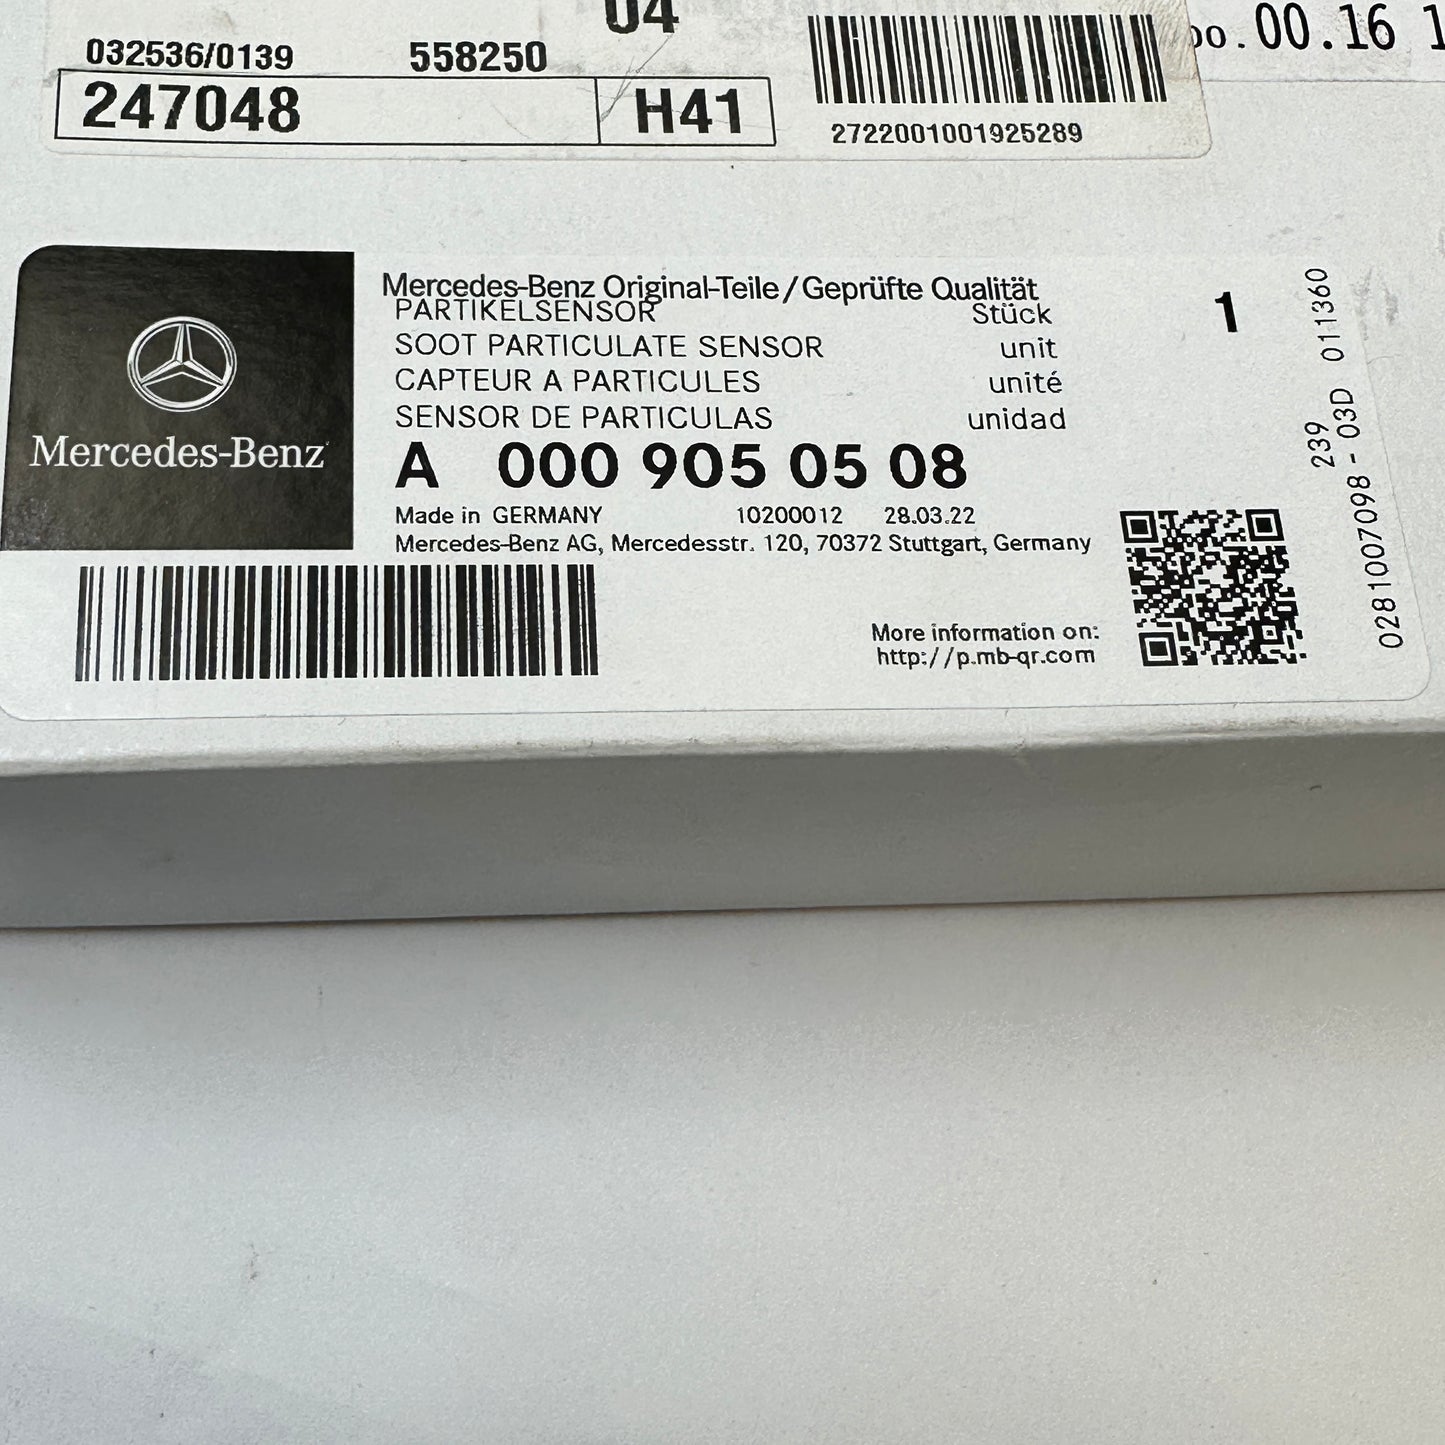 04
032536/0139 558250
247048 H41
2722001001925289
00.16 1
Mercedes-Benz
Mercedes-Benz Original-Teile/Geprüfte Qualität
PARTIKELSENSOR Stück 1
SOOT PARTICULATE SENSOR unit
CAPTEUR A PARTICULES unité
SENSOR DE PARTICULAS unidad
A 000 905 05 08
Made in GERMANY 10200012 28.03.22
Mercedes-Benz AG, Mercedesstr. 120, 70372 Stuttgart, Germany
More information on:
http://p.mb-qr.com
239 011360
0281007098-03D